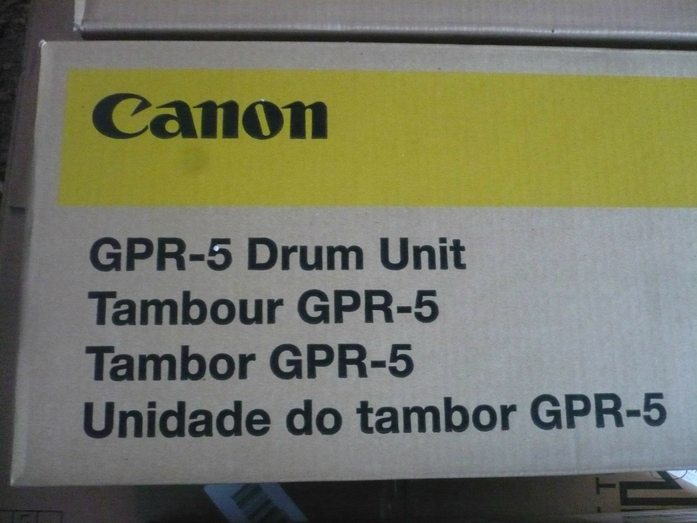 Canon
GPR-5 Drum Unit
Tambour GPR-5
Tambor GPR-5
Unidade do tambor GPR-5